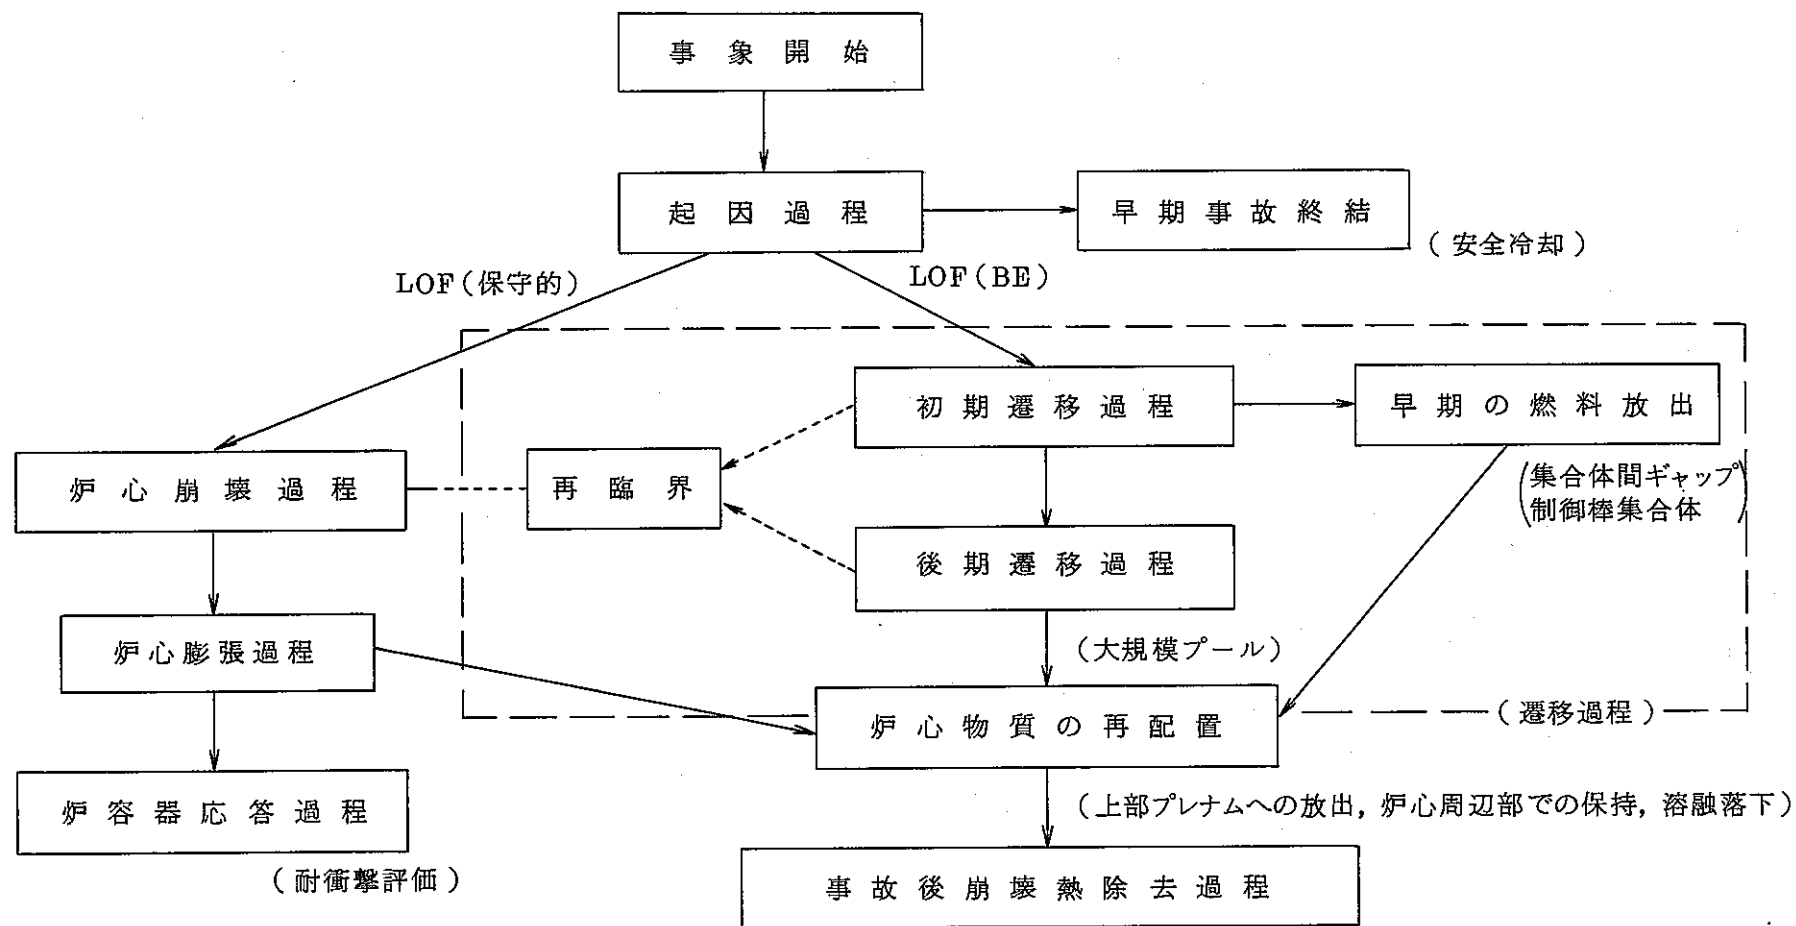 事象開始
起因過程
早期事故終結
(安全冷却)
LOF(保守的)
LOF(BE)
初期遷移過程
早期の燃料放出
(集合体間ギャップ
制御棒集合体)
炉心崩壊過程
再臨界
後期遷移過程
炉心膨張過程
(大規模プール)
炉心物質の再配置
(遷移過程)
炉容器応答過程
(耐衝撃評価)
(上部プレナムへの放出, 炉心周辺部での保持, 溶融落下)
事故後崩壊熱除去過程